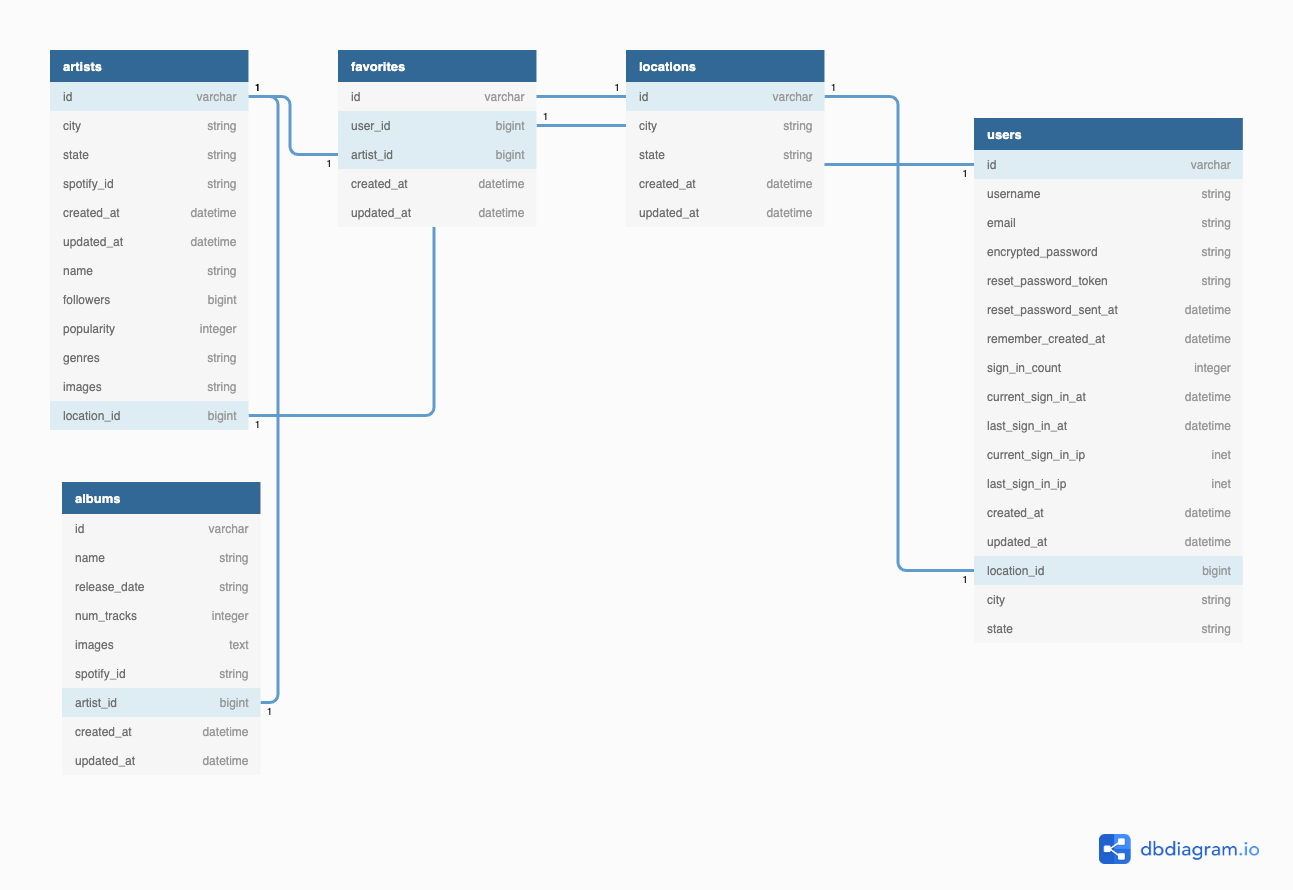 artists
1
id varchar
city string
state string
spotify_id string
created_at datetime
updated_at datetime
name string
followers bigint
popularity integer
genres string
images string
location_id bigint
1
favorites
id varchar
1
user_id bigint
artist_id bigint
1
created_at datetime
updated_at datetime
locations
1
1
id varchar
city string
state string
created_at datetime
updated_at datetime
users
id varchar
1
username string
email string
encrypted_password string
reset_password_token string
reset_password_sent_at datetime
remember_created_at datetime
sign_in_count integer
current_sign_in_at datetime
last_sign_in_at datetime
current_sign_in_ip inet
last_sign_in_ip inet
created_at datetime
updated_at datetime
location_id bigint
1
city string
state string
albums
id varchar
name string
release_date string
num_tracks integer
images text
spotify_id string
artist_id bigint
1
created_at datetime
updated_at datetime
dbdiagram.io